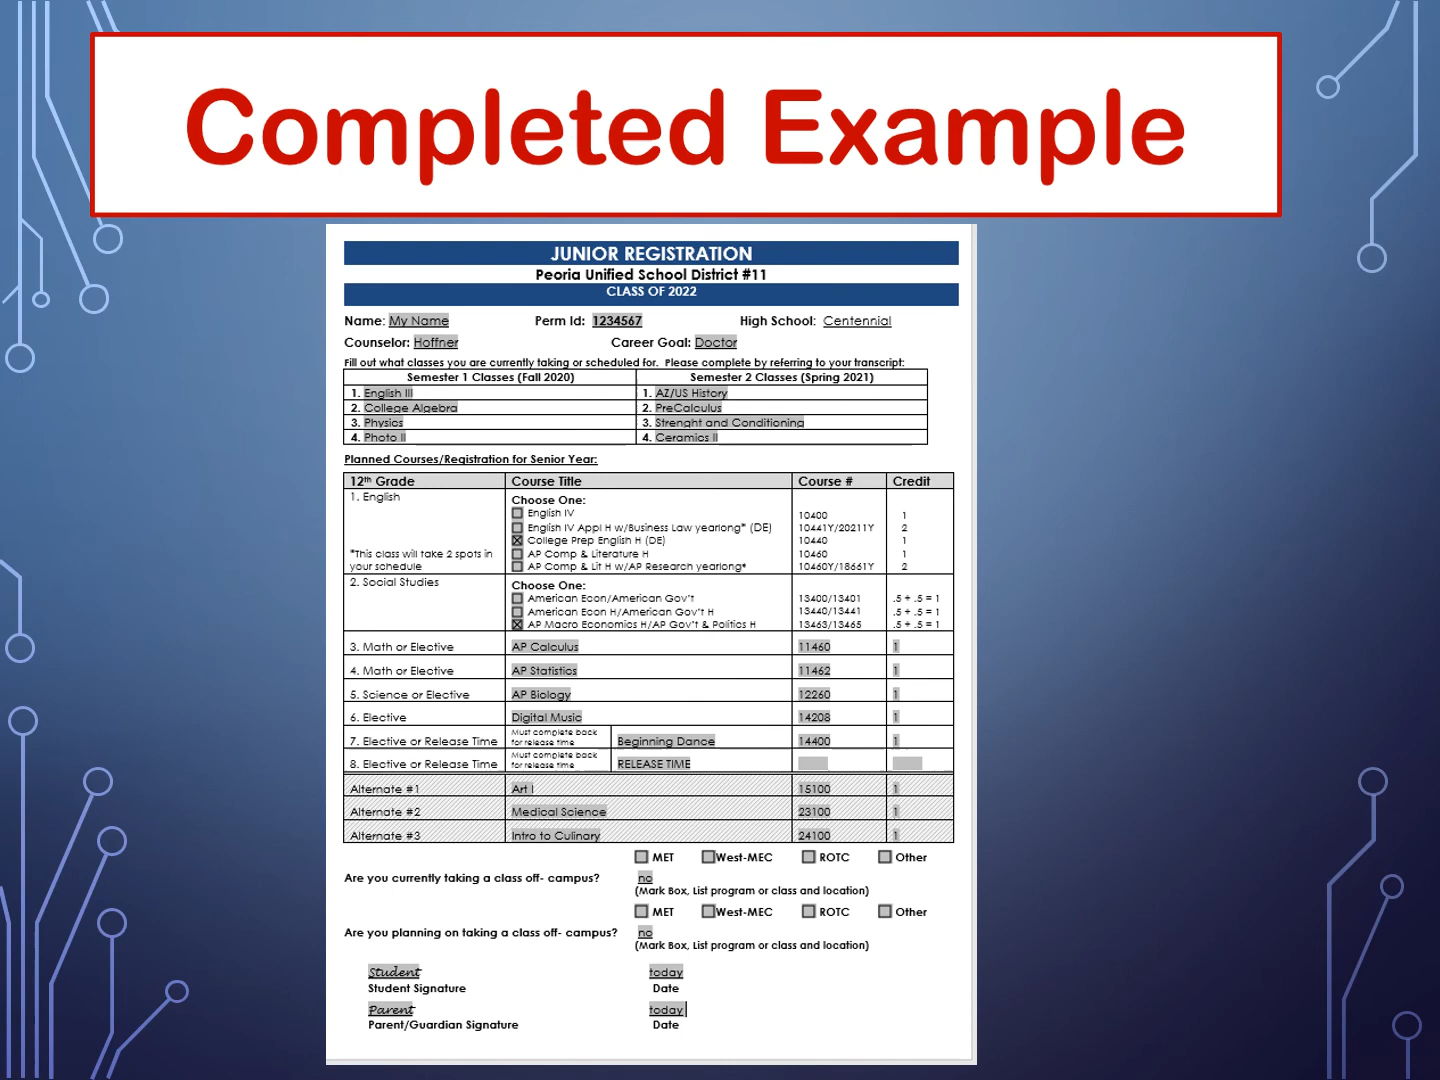 Completed Example
JUNIOR REGISTRATION
Peoria Unified School District #11
CLASS OF 2022
Name: My Name Perm Id: 1234567 High School: Centennial
Counselor: Hoffner Career Goal: Doctor
Fill out what classes you are currently taking or scheduled for. Please complete by referring to your transcript:
Semester 1 Classes (Fall 2020) Semester 2 Classes (Spring 2021)
1. English III 1. AZ/US History
2. College Algebra 2. PreCalculus
3. Physics 3. Strenght and Conditioning
4. Photo II 4. Ceramics II
Planned Courses/Registration for Senior Year:
12th Grade Course Title Course # Credit
1. English Choose One:
English IV 10400 1
English IV Appl H w/Business Law yearlong* (DE) 10441Y/20211Y 2
College Prep English H (DE) 10440 1
*This class will take 2 spots in AP Comp & Literature H 10460 1
your schedule AP Comp & Lit H w/AP Research yearlong* 10460Y/18661Y 2
2. Social Studies Choose One:
American Econ/American Gov't 13400/13401 .5 + .5 = 1
American Econ H/American Gov't H 13440/13441 .5 + .5 = 1
AP Macro Economics H/AP Gov't & Politics H 13463/13465 .5 + .5 = 1
3. Math or Elective AP Calculus 11460 1
4. Math or Elective AP Statistics 11462 1
5. Science or Elective AP Biology 12260 1
6. Elective Digital Music 14208 1
7. Elective or Release Time Must complete back for release time Beginning Dance 14400 1
8. Elective or Release Time Must complete back for release time RELEASE TIME
Alternate #1 Art I 15100 1
Alternate #2 Medical Science 23100 1
Alternate #3 Intro to Culinary 24100 1
MET West-MEC ROTC Other
Are you currently taking a class off- campus? no
(Mark Box, List program or class and location)
MET West-MEC ROTC Other
Are you planning on taking a class off- campus? no
(Mark Box, List program or class and location)
Student today
Student Signature Date
Parent today
Parent/Guardian Signature Date